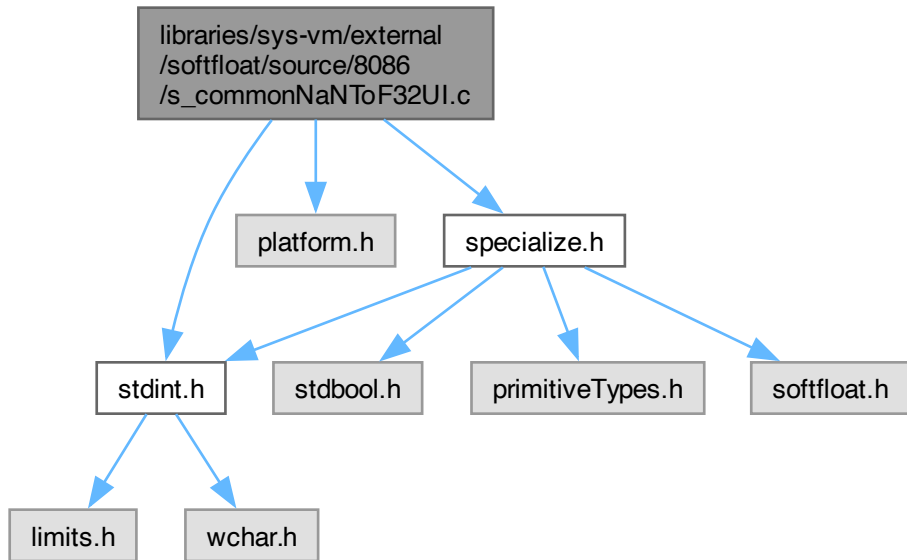 libraries/sys-vm/external
/softfloat/source/8086
/s_commonNaNToF32UI.c
platform.h
specialize.h
stdint.h
stdbool.h
primitiveTypes.h
softfloat.h
limits.h
wchar.h